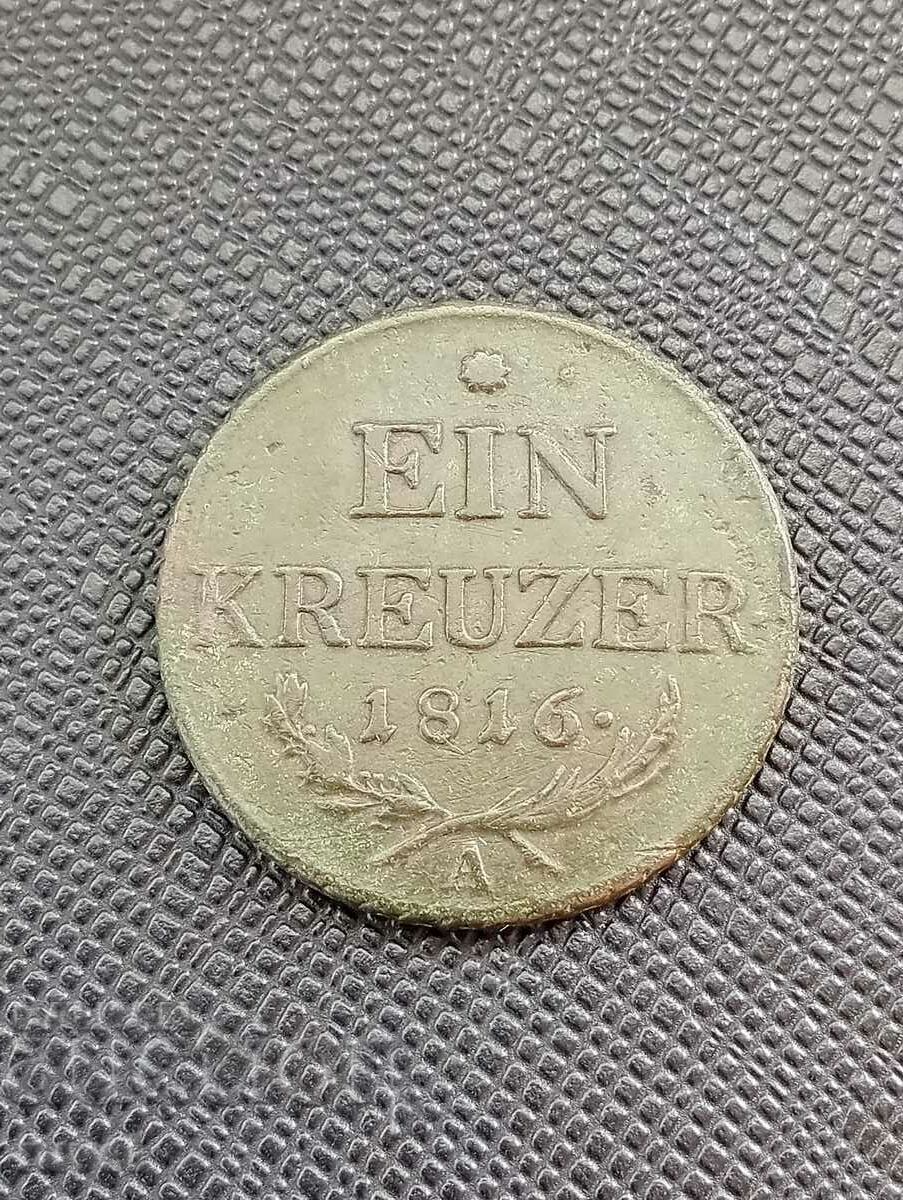 EIN
KREUZER
1816.
A